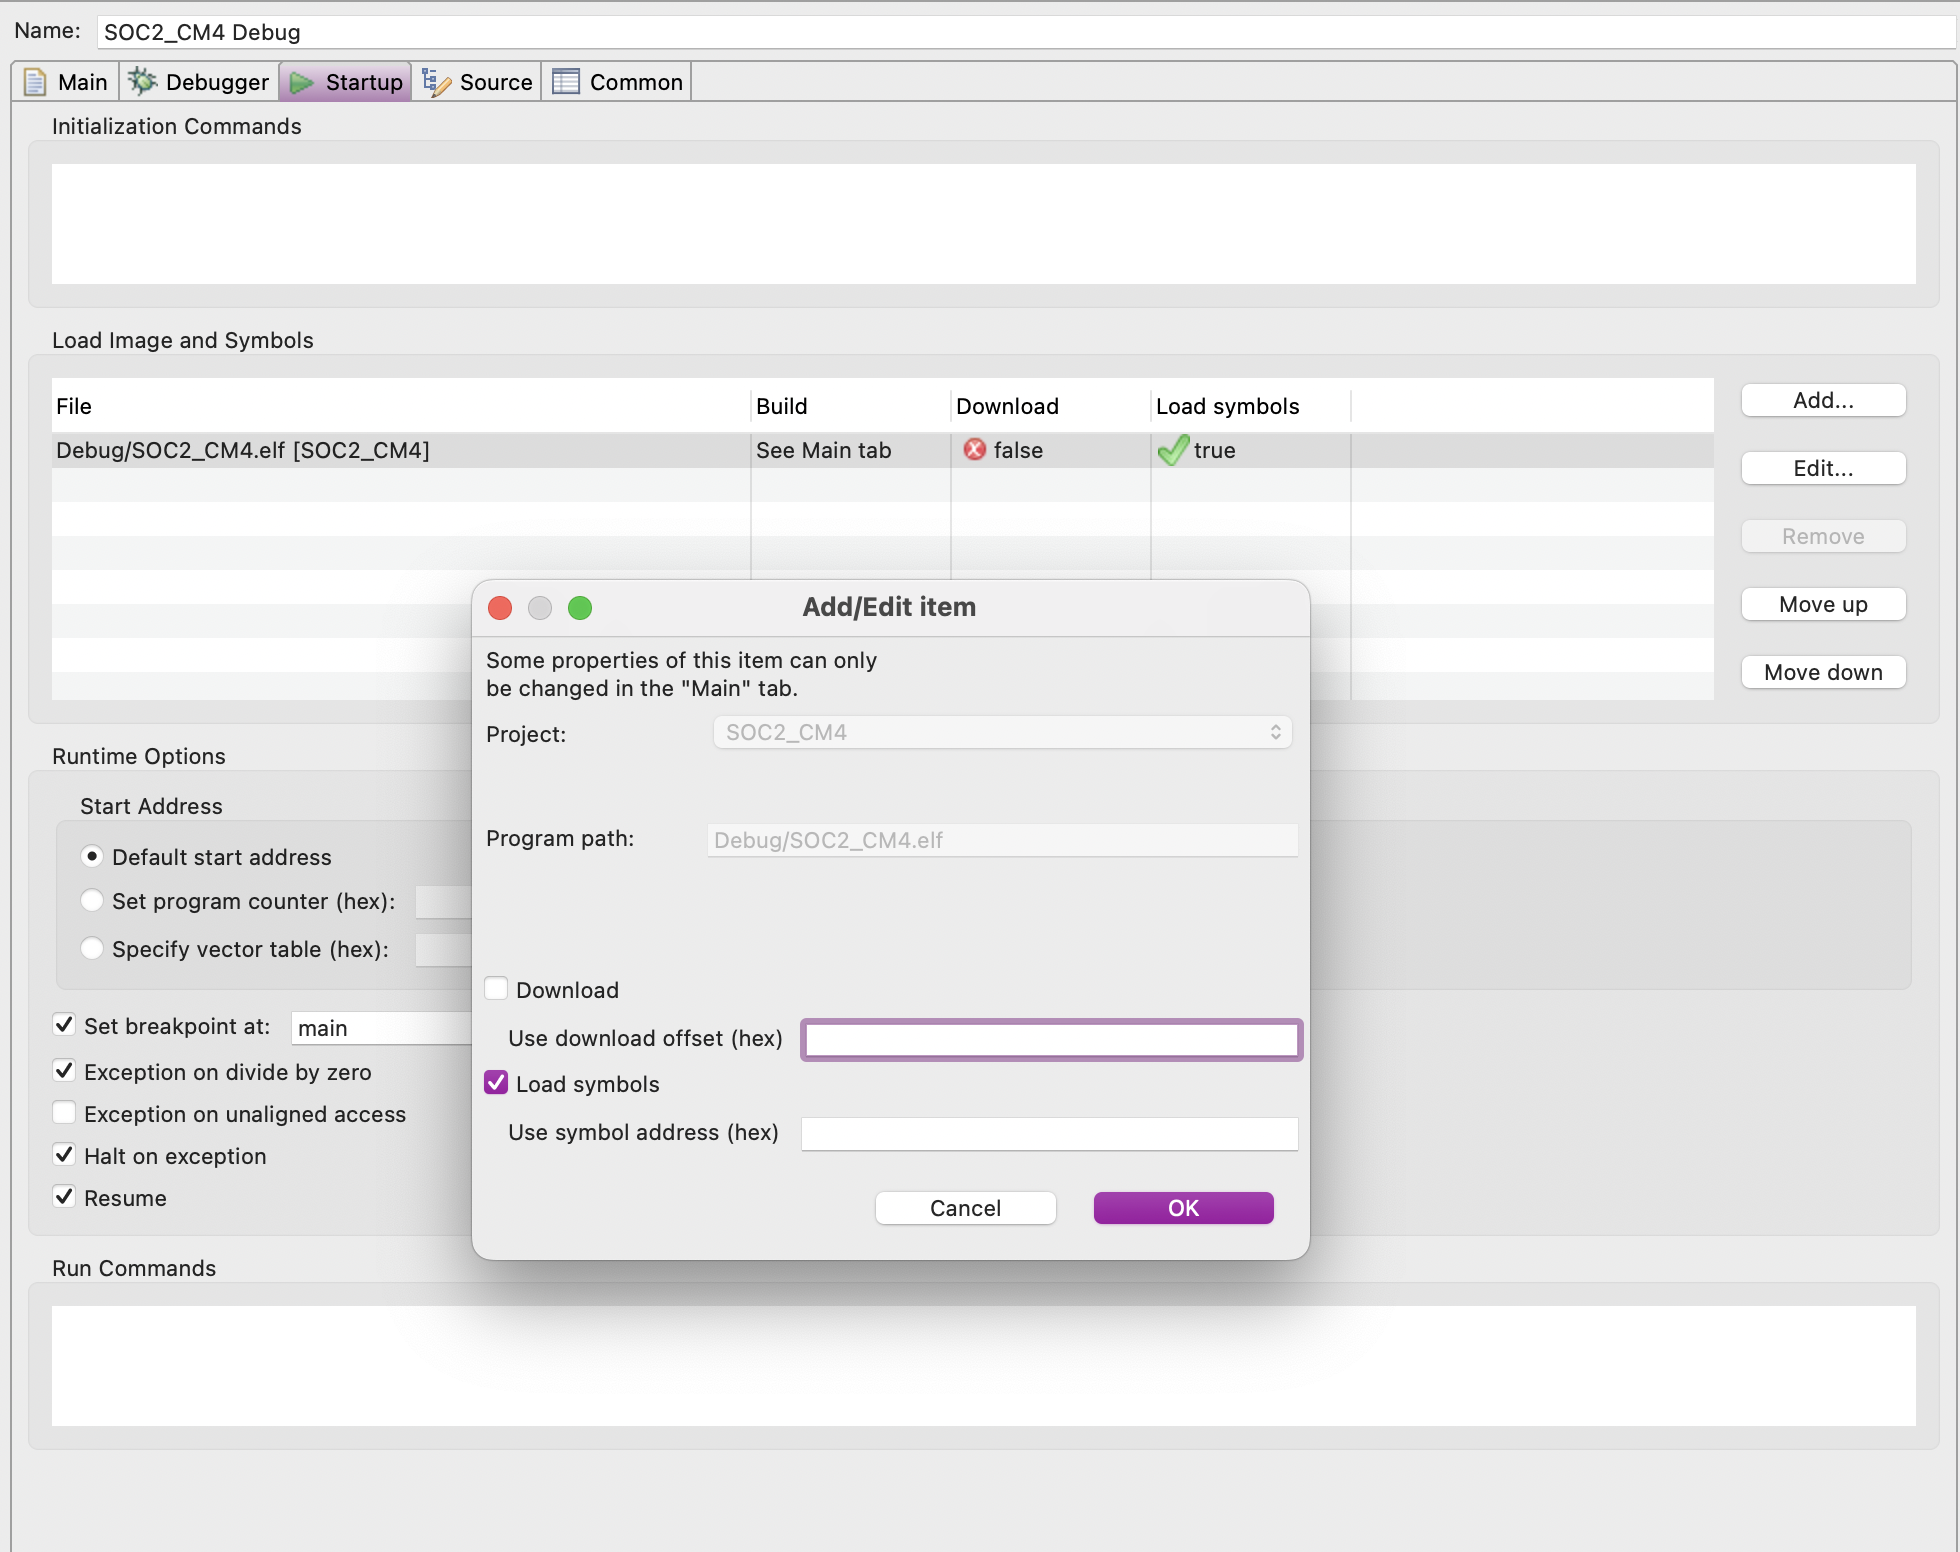 Name: SOC2_CM4 Debug
Main Debugger Startup Source Common
Initialization Commands
Load Image and Symbols
File Build Download Load symbols
Debug/SOC2_CM4.elf [SOC2_CM4] See Main tab false true
Add...
Edit...
Remove
Move up
Move down
Add/Edit item
Some properties of this item can only
be changed in the "Main" tab.
Project: SOC2_CM4
Program path: Debug/SOC2_CM4.elf
Download
Use download offset (hex)
Load symbols
Use symbol address (hex)
Cancel OK
Runtime Options
Start Address
Default start address
Set program counter (hex):
Specify vector table (hex):
Set breakpoint at: main
Exception on divide by zero
Exception on unaligned access
Halt on exception
Resume
Run Commands